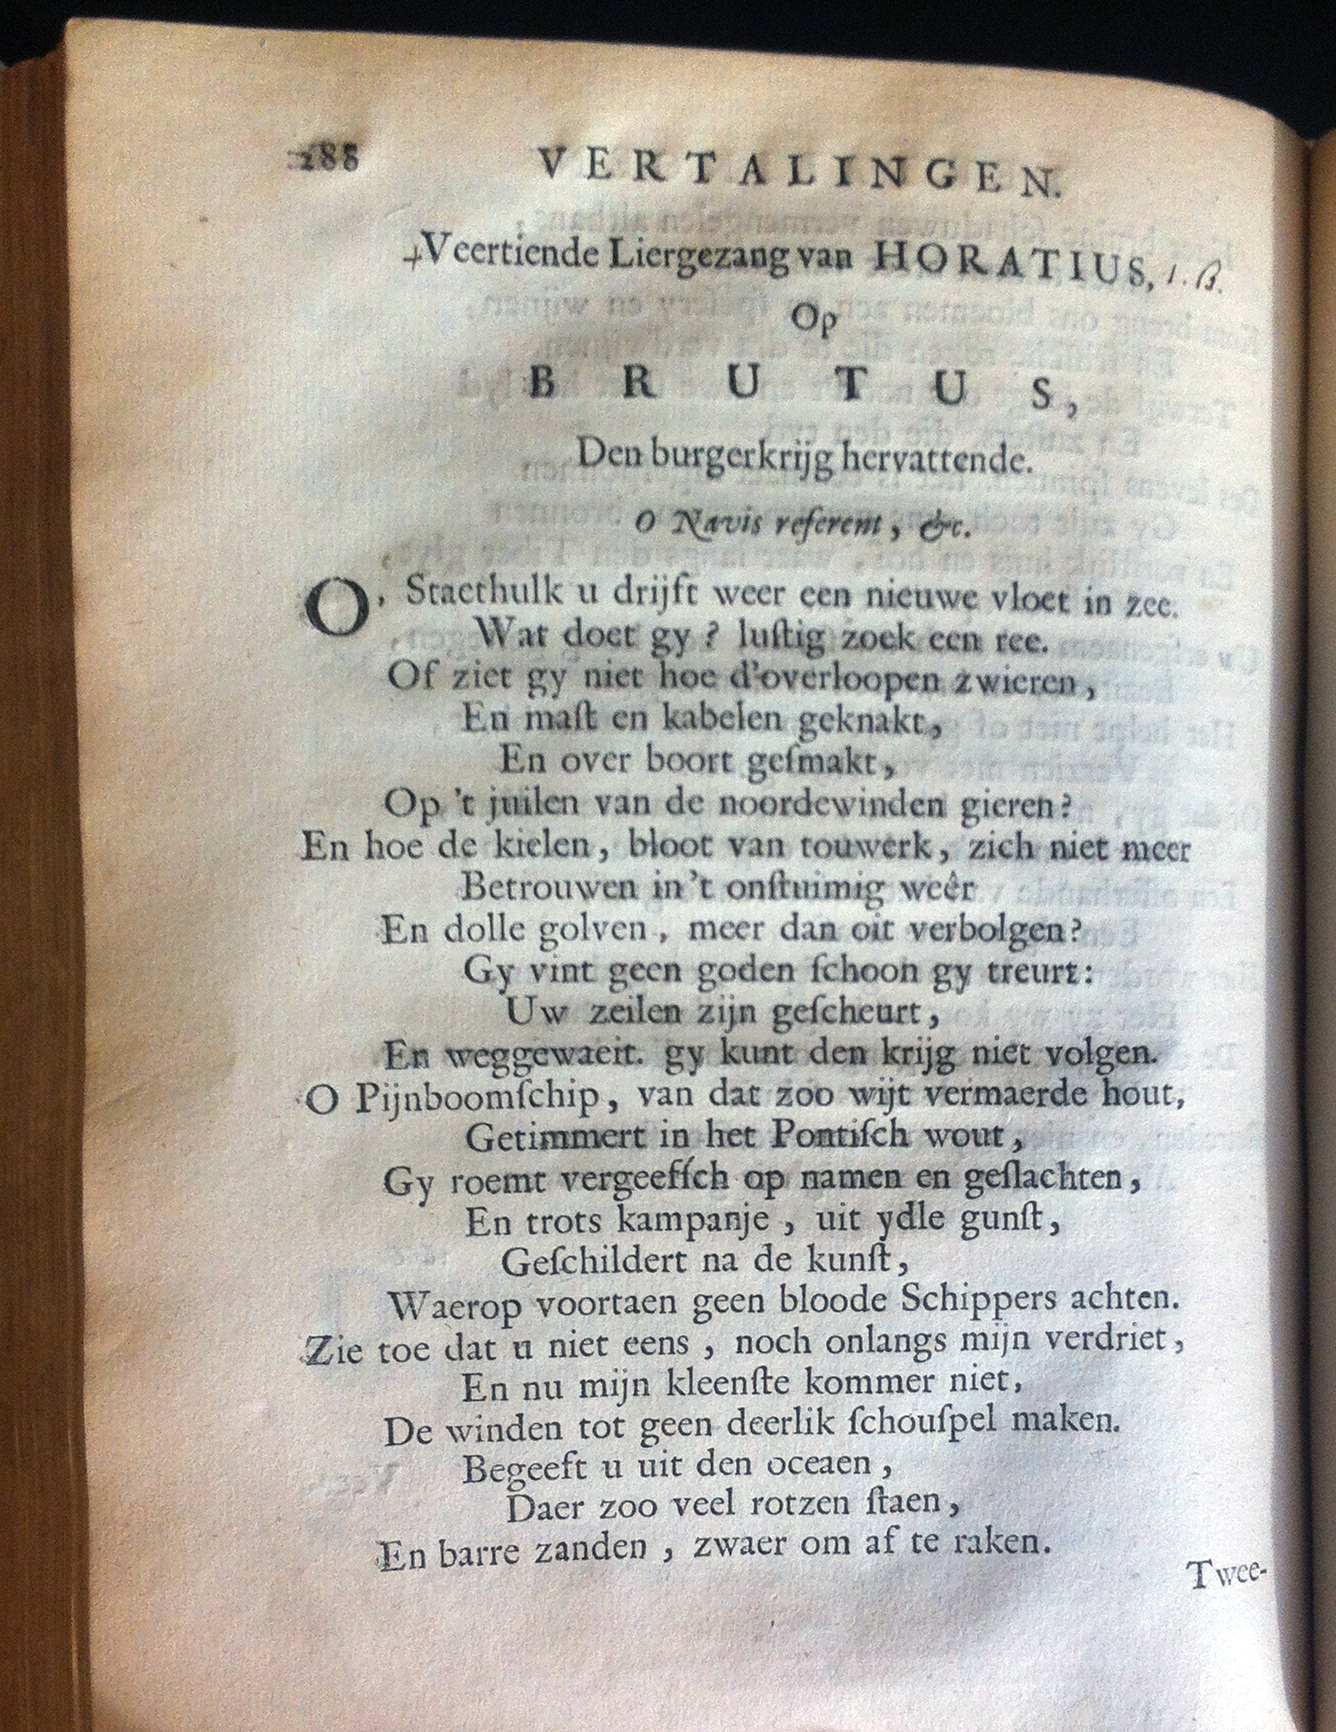 288 VERTALINGEN.
+Veertiende Liergezang van HORATIUS, 1. B.
Op
BRUTUS,
Den burgerkrijg hervattende.
O Navis referent, &c.
O, Staethulk u drijft weer een nieuwe vloet in zee.
Wat doet gy? luſtig zoek een ree.
Of ziet gy niet hoe d'overloopen zwieren,
En maſt en kabelen geknakt,
En over boort geſmakt,
Op 't juilen van de noordewinden gieren?
En hoe de kielen, bloot van touwerk, zich niet meer
Betrouwen in 't onſtuimig weêr
En dolle golven, meer dan oit verbolgen?
Gy vint geen goden ſchoon gy treurt:
Uw zeilen zijn geſcheurt,
En weggewaeit. gy kunt den krijg niet volgen.
O Pijnboomſchip, van dat zoo wijt vermaerde hout,
Getimmert in het Pontiſch wout,
Gy roemt vergeefſch op namen en geſlachten,
En trots kampanje, uit ydle gunſt,
Geſchildert na de kunſt,
Waerop voortaen geen bloode Schippers achten.
Zie toe dat u niet eens, noch onlangs mijn verdriet,
En nu mijn kleenſte kommer niet,
De winden tot geen deerlik ſchouſpel maken.
Begeeft u uit den oceaen,
Daer zoo veel rotzen ſtaen,
En barre zanden, zwaer om af te raken.
Twee-